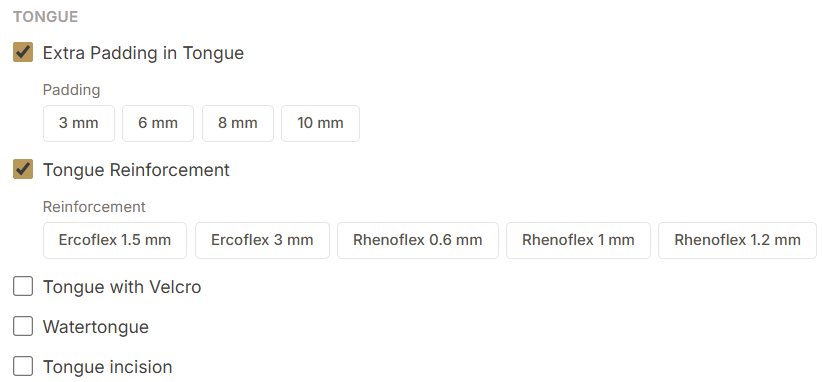 TONGUE
Extra Padding in Tongue
Padding
3 mm 6 mm 8 mm 10 mm
Tongue Reinforcement
Reinforcement
Ercoflex 1.5 mm Ercoflex 3 mm Rhenoflex 0.6 mm Rhenoflex 1 mm Rhenoflex 1.2 mm
Tongue with Velcro
Watertongue
Tongue incision